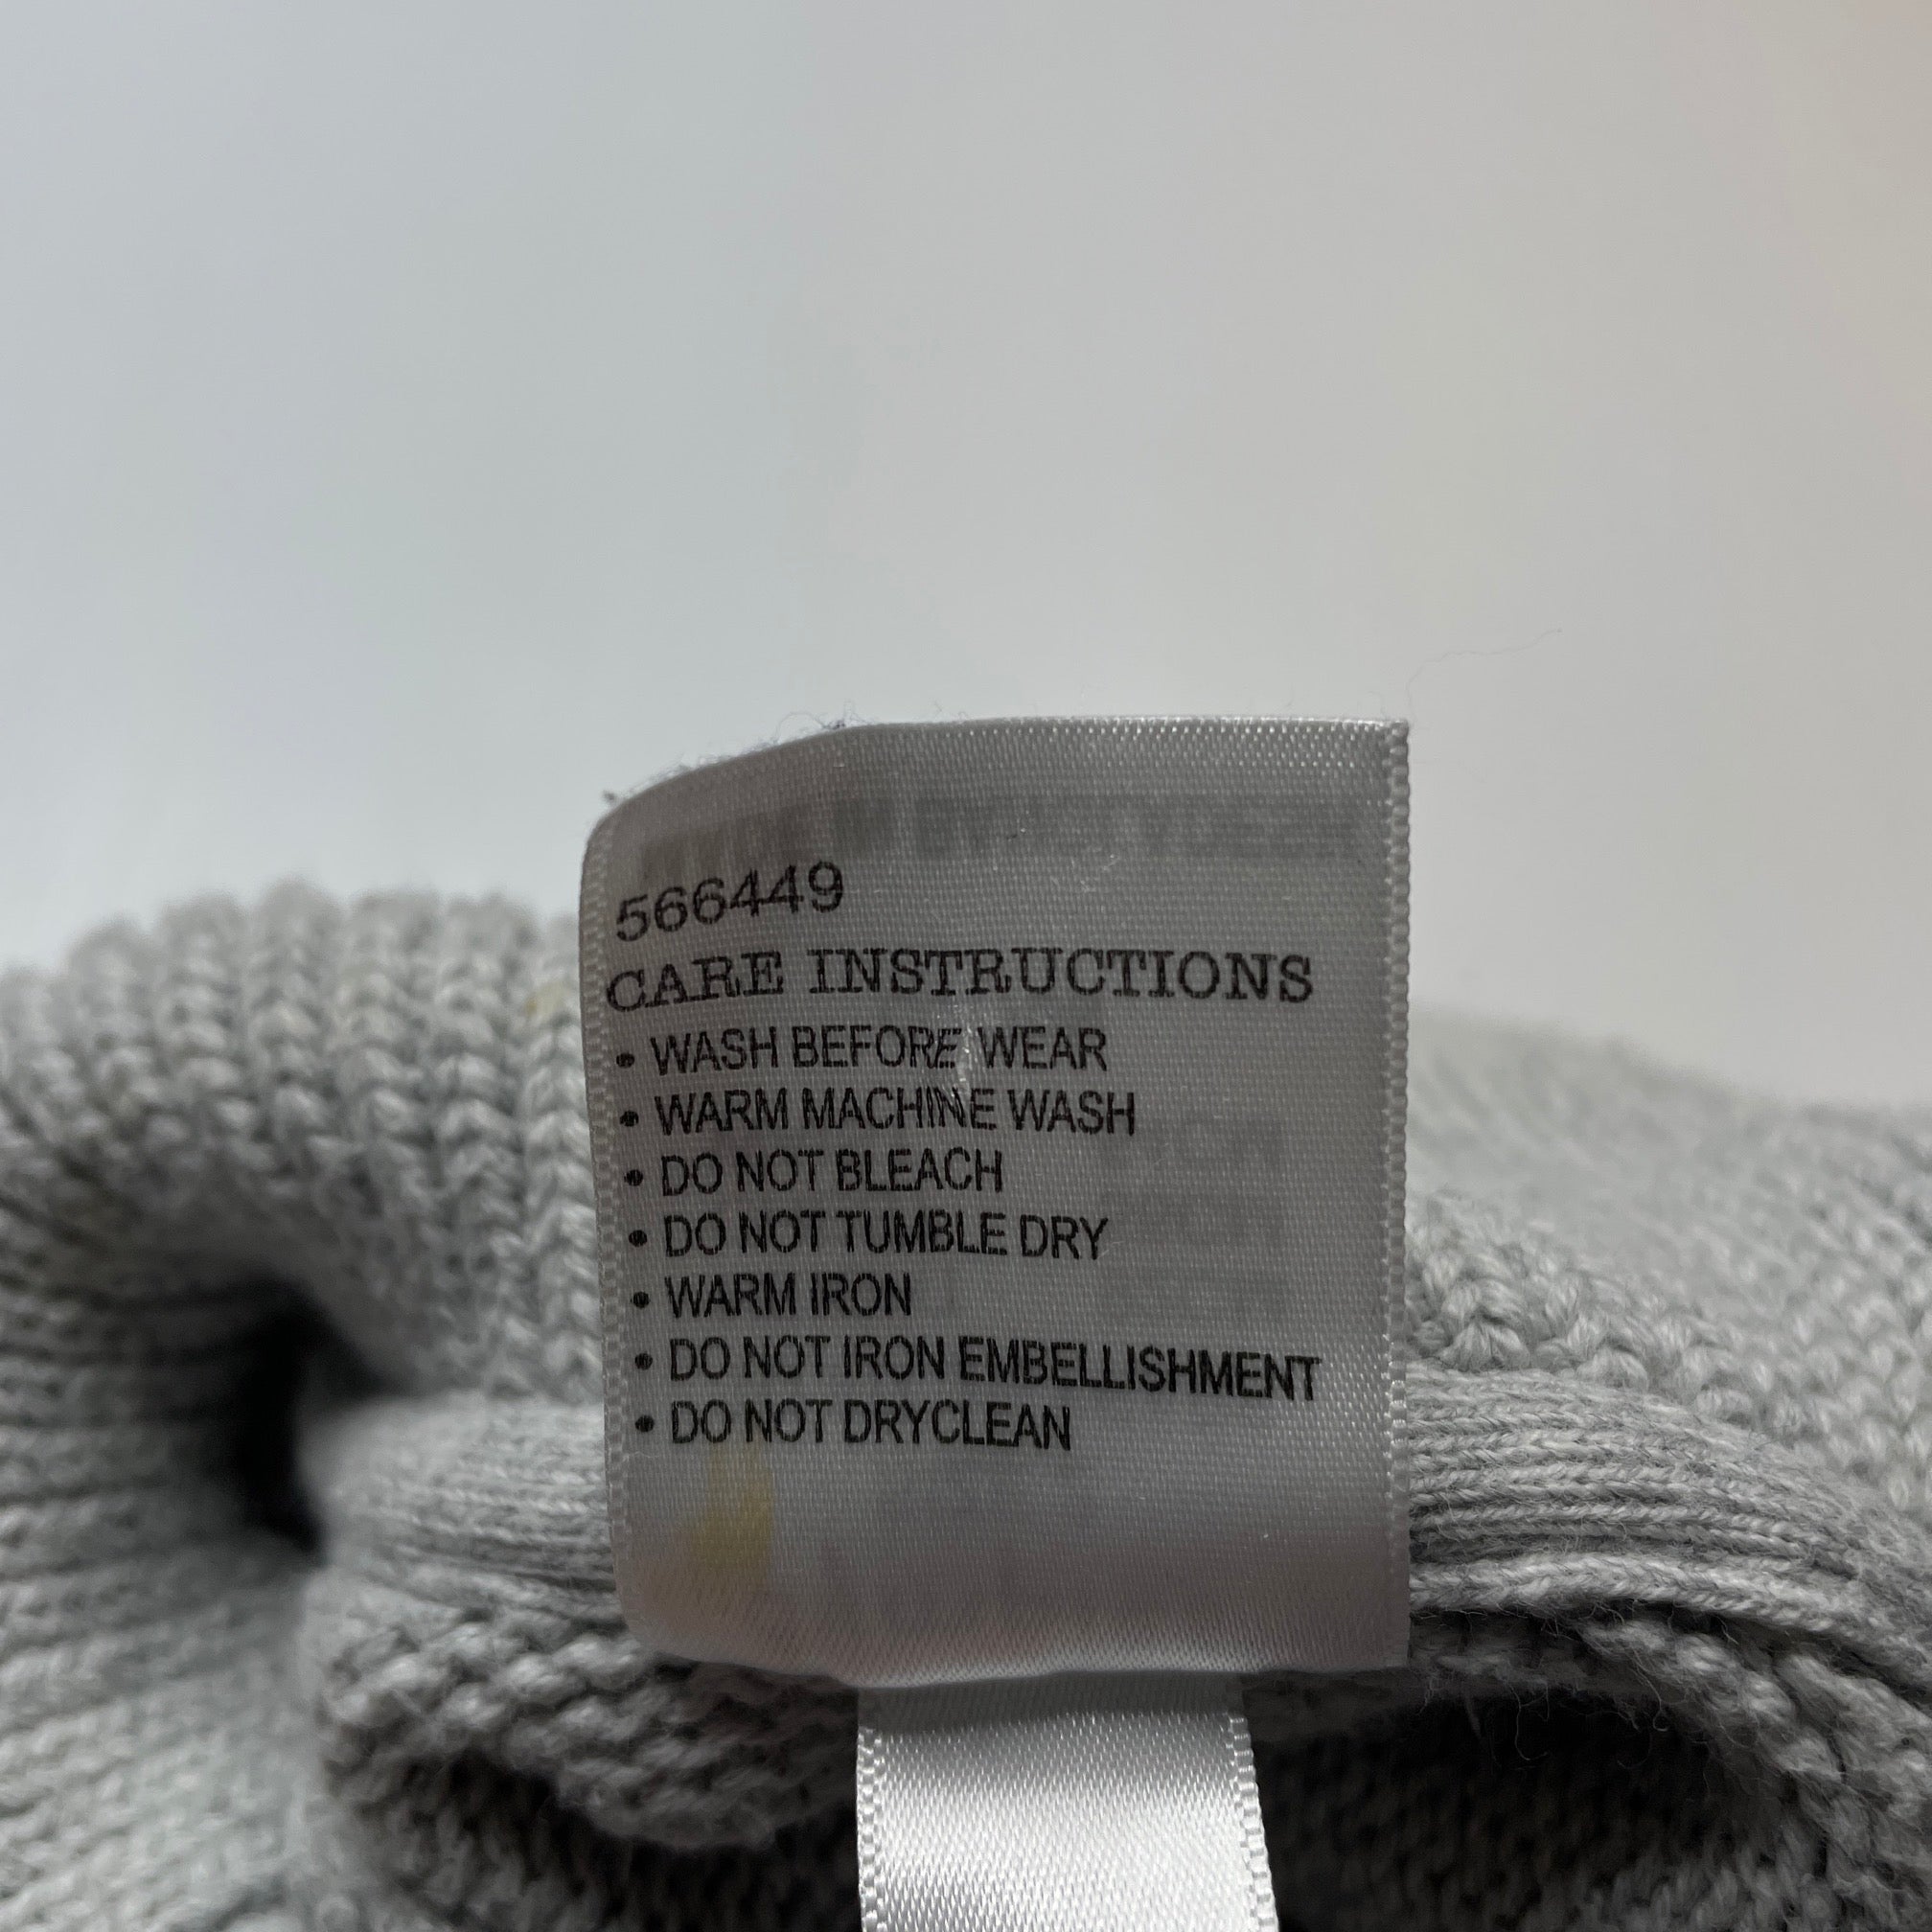 566449
CARE INSTRUCTIONS
• WASH BEFORE WEAR
• WARM MACHINE WASH
• DO NOT BLEACH
• DO NOT TUMBLE DRY
• WARM IRON
• DO NOT IRON EMBELLISHMENT
• DO NOT DRYCLEAN